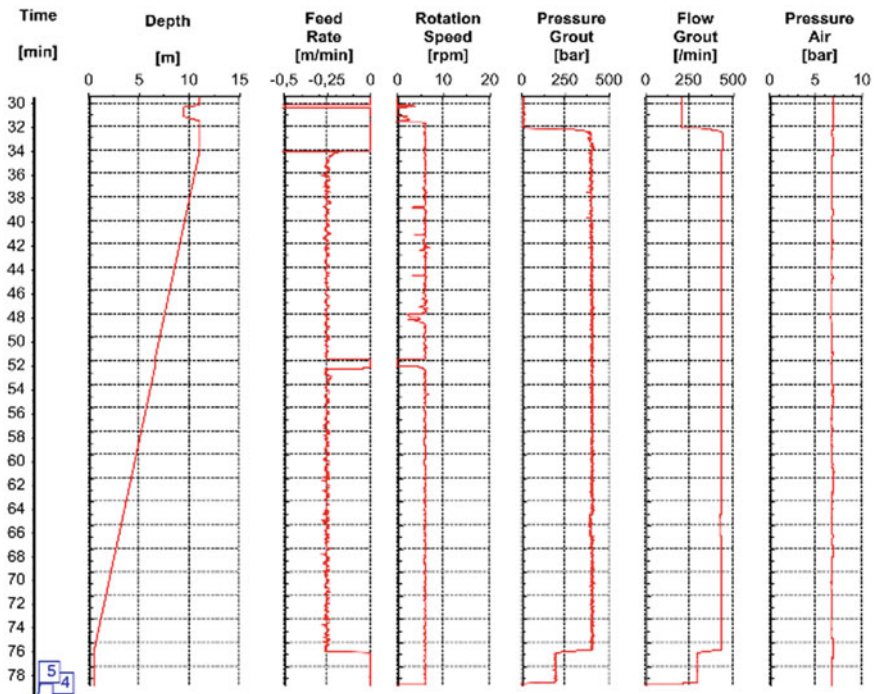 Time
[min]
Depth
[m]
Feed
Rate
[m/min]
Rotation
Speed
[rpm]
Pressure
Grout
[bar]
Flow
Grout
[/min]
Pressure
Air
[bar]
0 5 10 15
-0,5 -0,25 0
0 10 20
0 250 500
0 250 500
0 5 10
30
32
34
36
40
42
44
46
48
52
52
54
56
58
60
62
64
66
68
70
72
74
76
78
5
4